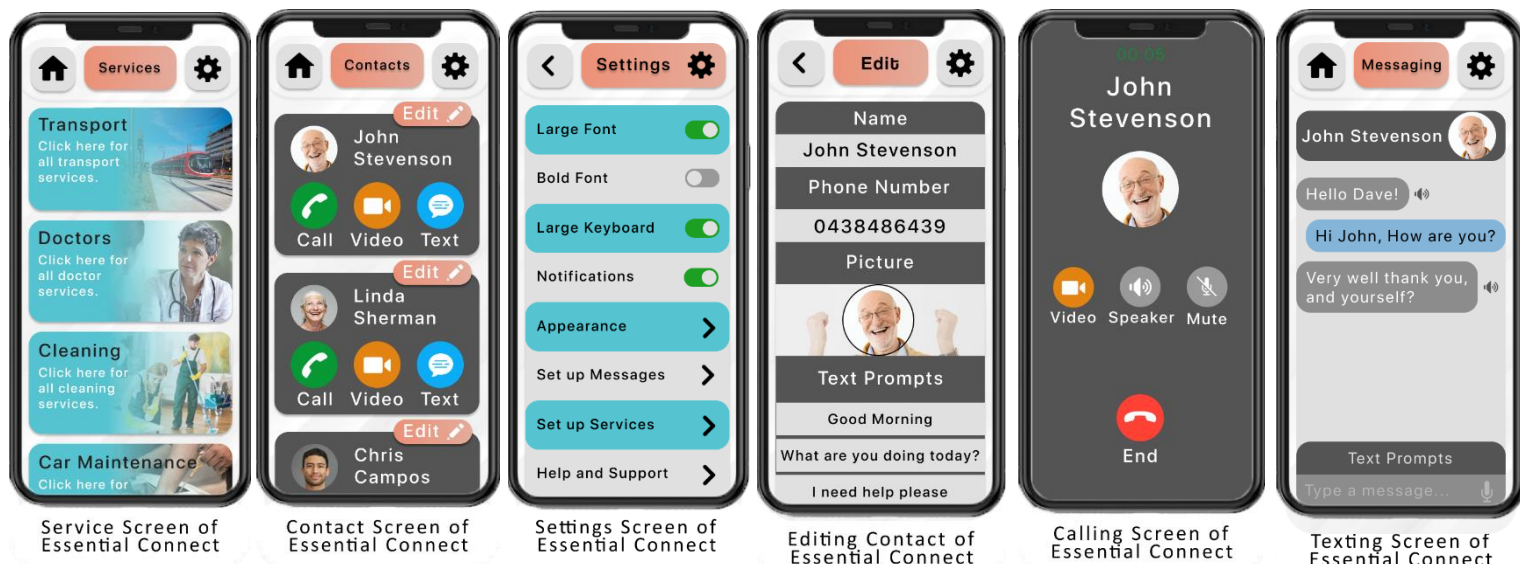 Services
Transport
Click here for
all transport
services.
Doctors
Click here for
all doctor
services.
Cleaning
Click here for
all cleaning
services.
Car Maintenance
Click here for
Service Screen of
Essential Connect
Contacts
Edit
John
Stevenson
Call Video Text
Edit
Linda
Sherman
Call Video Text
Edit
Chris
Campos
Contact Screen of
Essential Connect
Settings
Large Font
Bold Font
Large Keyboard
Notifications
Appearance
Set up Messages
Set up Services
Help and Support
Settings Screen of
Essential Connect
Edit
Name
John Stevenson
Phone Number
0438486439
Picture
Text Prompts
Good Morning
What are you doing today?
I need help please
Editing Contact of
Essential Connect
00:05
John
Stevenson
Video Speaker Mute
End
Calling Screen of
Essential Connect
Messaging
John Stevenson
Hello Dave!
Hi John, How are you?
Very well thank you,
and yourself?
Text Prompts
Type a message...
Texting Screen of
Essential Connect